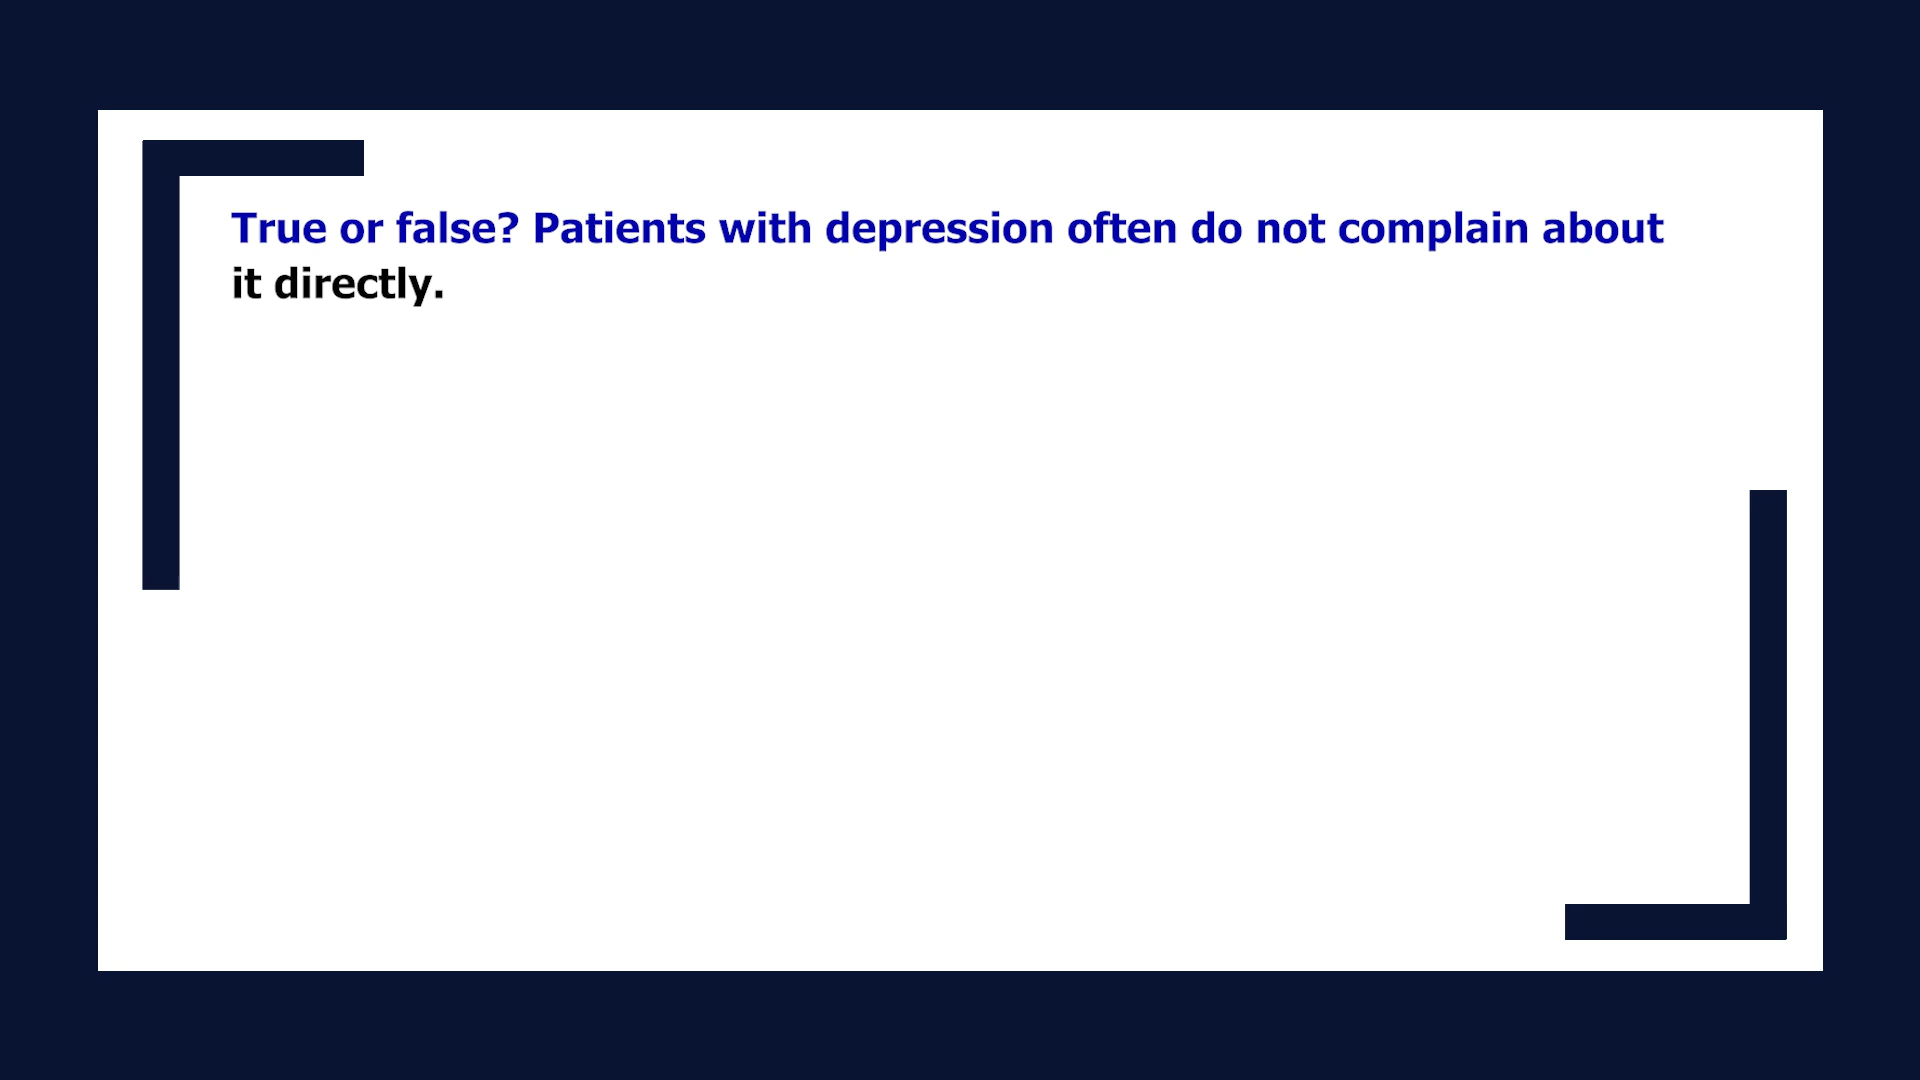 True or false? Patients with depression often do not complain about
it directly.